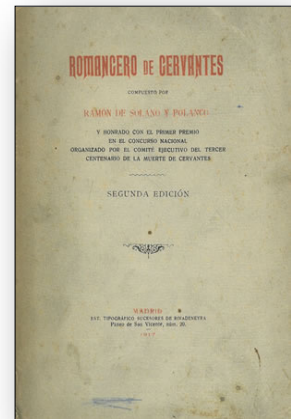 ROMANCERO DE CERVANTES
COMPUESTO POR
RAMÓN DE SOLANO Y POLANCO
Y HONRADO CON EL PRIMER PREMIO
EN EL CONCURSO NACIONAL
ORGANIZADO POR EL COMITÉ EJECUTIVO DEL TERCER
CENTENARIO DE LA MUERTE DE CERVANTES
SEGUNDA EDICIÓN
MADRID
EST. TIPOGRÁFICO SUCESORES DE RIVADENEYRA
Paseo de San Vicente, núm. 20.
1917